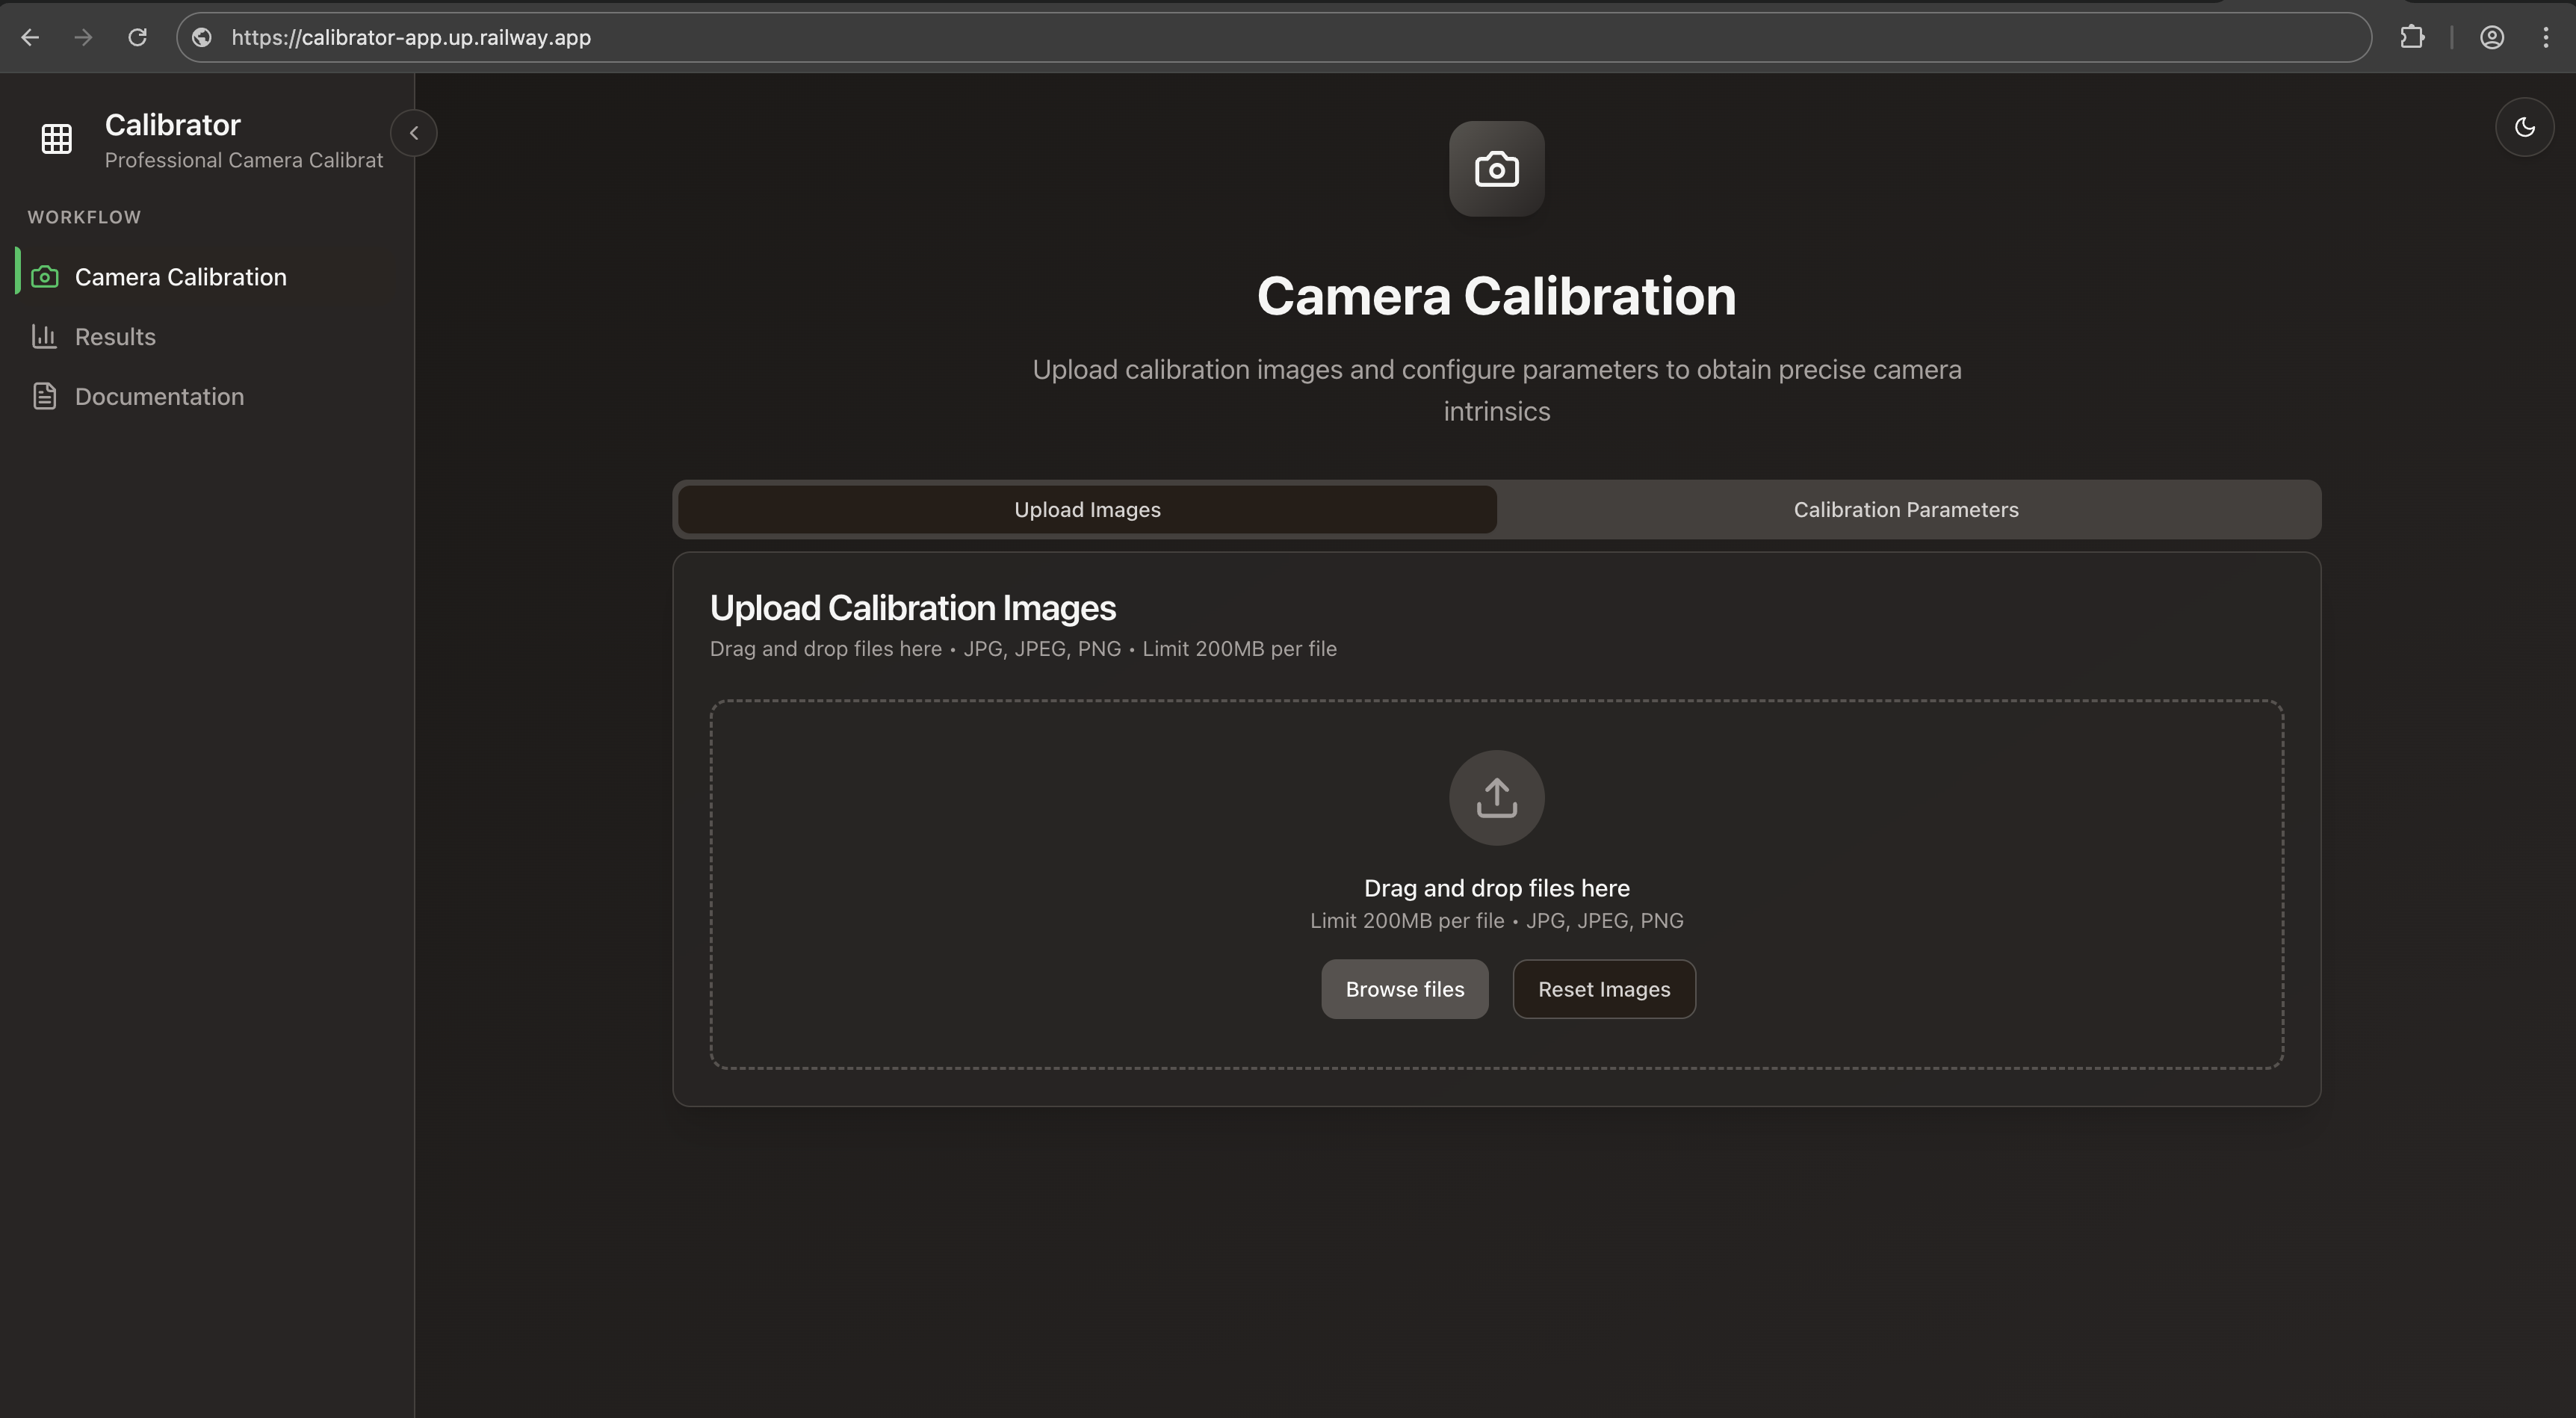 https://calibrator-app.up.railway.app
Calibrator
Professional Camera Calibrat
WORKFLOW
Camera Calibration
Results
Documentation
Camera Calibration
Upload calibration images and configure parameters to obtain precise camera
intrinsics
Upload Images
Calibration Parameters
Upload Calibration Images
Drag and drop files here • JPG, JPEG, PNG • Limit 200MB per file
Drag and drop files here
Limit 200MB per file • JPG, JPEG, PNG
Browse files
Reset Images